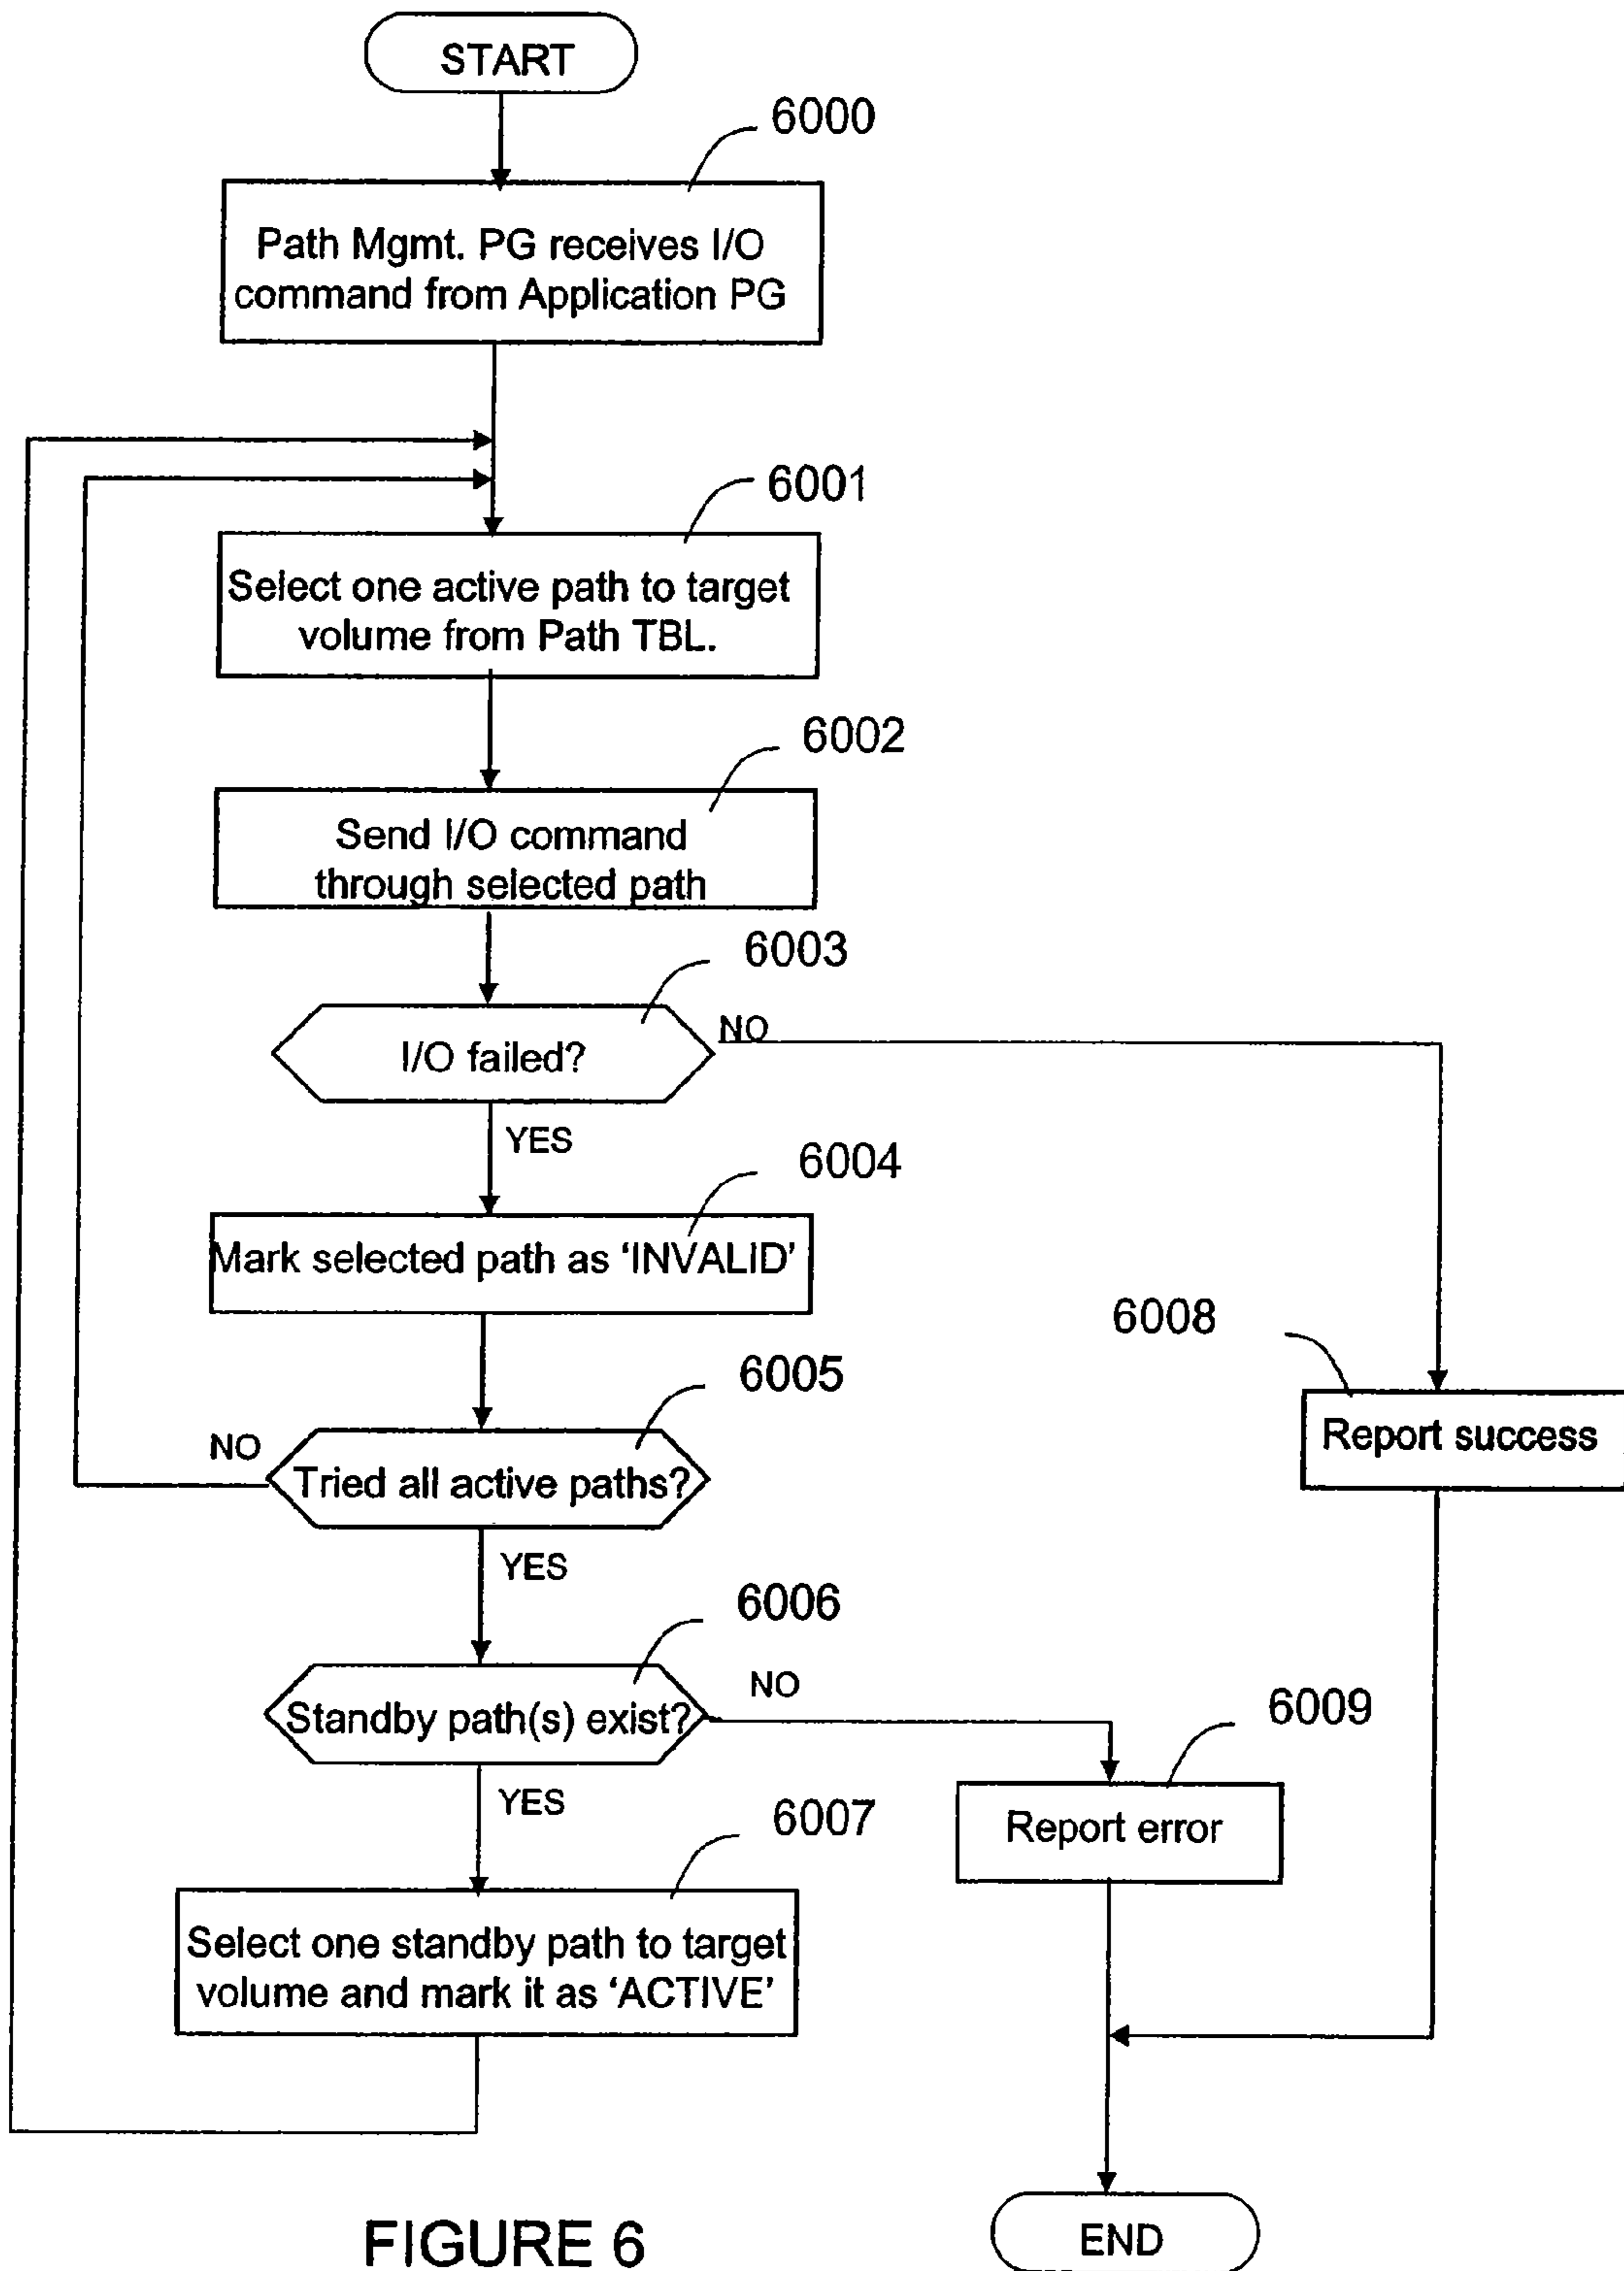 START
6000
Path Mgmt. PG receives I/O
command from Application PG
6001
Select one active path to target
volume from Path TBL.
6002
Send I/O command
through selected path
6003
I/O failed?
NO
YES
6004
Mark selected path as ‘INVALID’
6008
Report success
6005
NO
Tried all active paths?
YES
6006
Standby path(s) exist?
NO
6009
Report error
YES
6007
Select one standby path to target
volume and mark it as ‘ACTIVE’
END
FIGURE 6